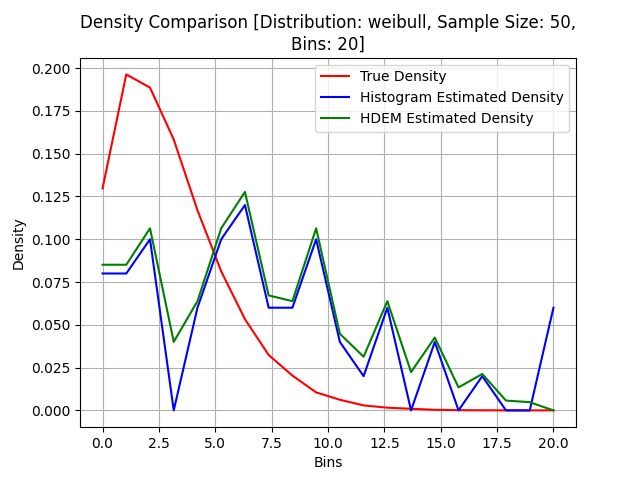 Density Comparison [Distribution: weibull, Sample Size: 50,
Bins: 20]
True Density
Histogram Estimated Density
HDEM Estimated Density
Density
0.200
0.175
0.150
0.125
0.100
0.075
0.050
0.025
0.000
0.0 2.5 5.0 7.5 10.0 12.5 15.0 17.5 20.0
Bins